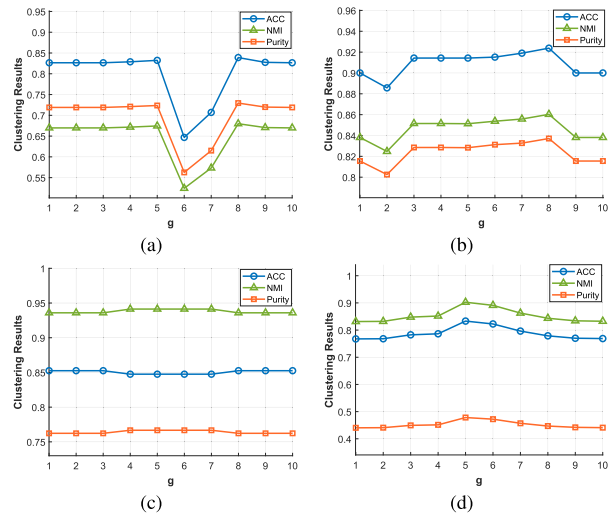 0.95
0.9
0.85
0.8
0.75
0.7
0.65
0.6
0.55
Clustering Results
ACC
NMI
Purity
1 2 3 4 5 6 7 8 9 10
g
(a)
0.96
0.92
0.9
0.88
0.86
0.84
0.82
0.8
Clustering Results
ACC
NMI
Purity
1 2 3 4 5 6 7 8 9 10
g
(b)
1
0.95
0.9
0.85
0.8
0.75
Clustering Results
ACC
NMI
Purity
1 2 3 4 5 6 7 8 9 10
g
(c)
1
0.9
0.8
0.7
0.6
0.5
0.4
Clustering Results
ACC
NMI
Purity
1 2 3 4 5 6 7 8 9 10
g
(d)